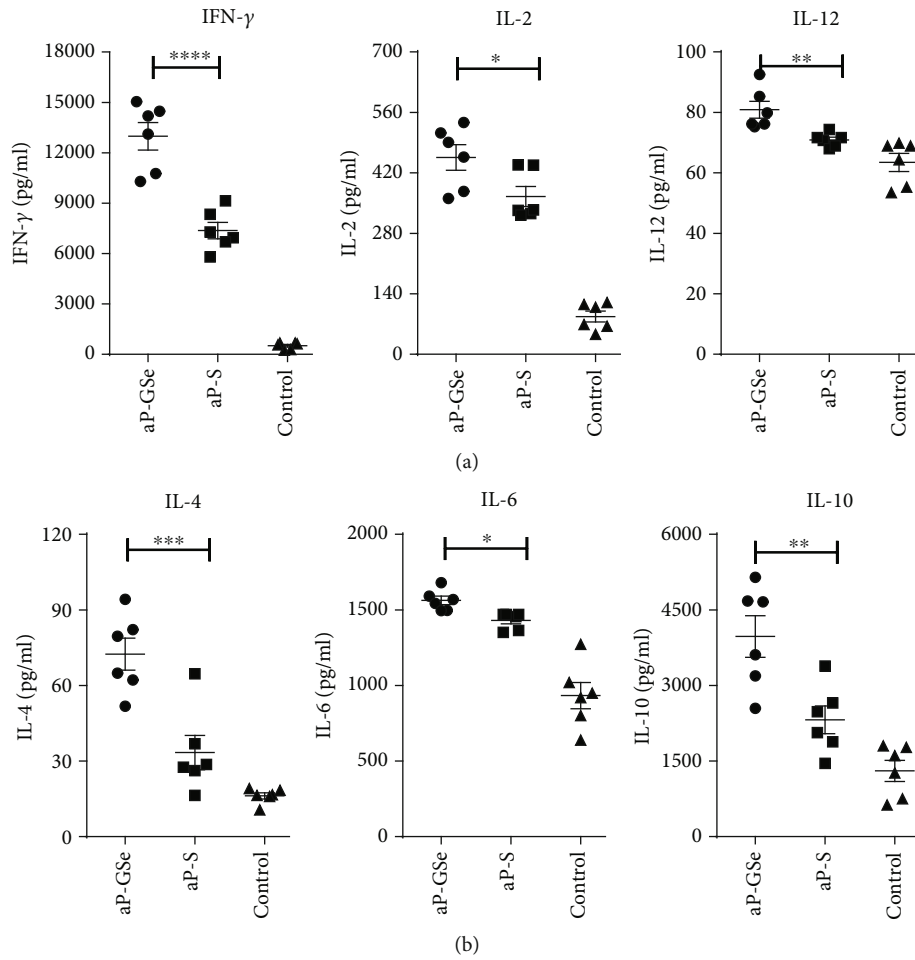 IFN-γ
IL-2
IL-12
IFN-γ (pg/ml)
18000
15000
12000
9000
6000
3000
0
****
aP-GSe
aP-S
Control
IL-2 (pg/ml)
700
560
420
280
140
0
*
aP-GSe
aP-S
Control
IL-12 (pg/ml)
100
80
60
40
20
0
**
aP-GSe
aP-S
Control
(a)
IL-4
IL-6
IL-10
IL-4 (pg/ml)
120
90
60
30
0
***
aP-GSe
aP-S
Control
IL-6 (pg/ml)
2000
1500
1000
500
0
*
aP-GSe
aP-S
Control
IL-10 (pg/ml)
6000
4500
3000
1500
0
**
aP-GSe
aP-S
Control
(b)